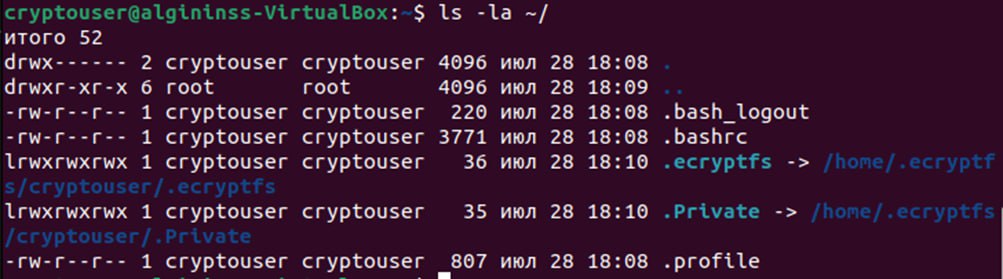 cryptouser@algininss-VirtualBox:~$ ls -la ~/
итого 52
drwx------ 2 cryptouser cryptouser 4096 июл 28 18:08 .
drwxr-xr-x 6 root       root       4096 июл 28 18:09 ..
-rw-r--r-- 1 cryptouser cryptouser  220 июл 28 18:08 .bash_logout
-rw-r--r-- 1 cryptouser cryptouser 3771 июл 28 18:08 .bashrc
lrwxrwxrwx 1 cryptouser cryptouser   36 июл 28 18:10 .ecryptfs -> /home/.ecryptf
s/cryptouser/.ecryptfs
lrwxrwxrwx 1 cryptouser cryptouser   35 июл 28 18:10 .Private -> /home/.ecryptfs
/cryptouser/.Private
-rw-r--r-- 1 cryptouser cryptouser  807 июл 28 18:08 .profile